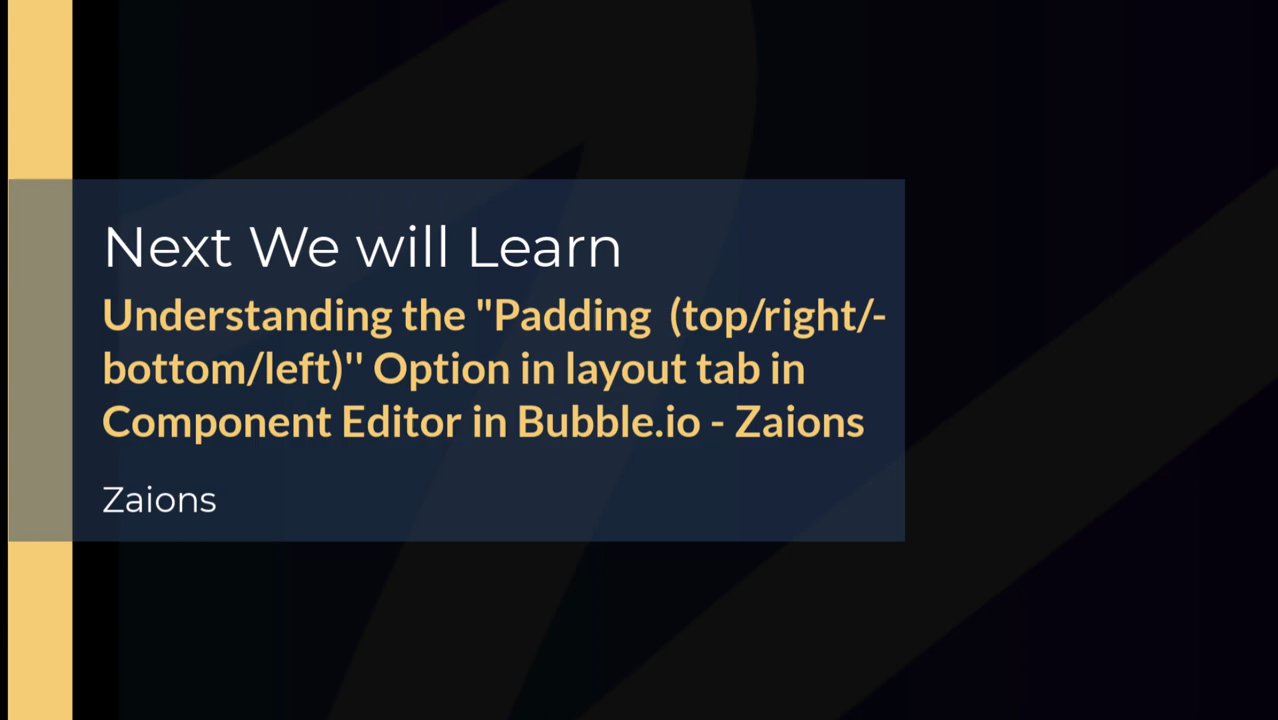 Next We will Learn
Understanding the "Padding  (top/right/-
bottom/left)'' Option in layout tab in
Component Editor in Bubble.io - Zaions
Zaions